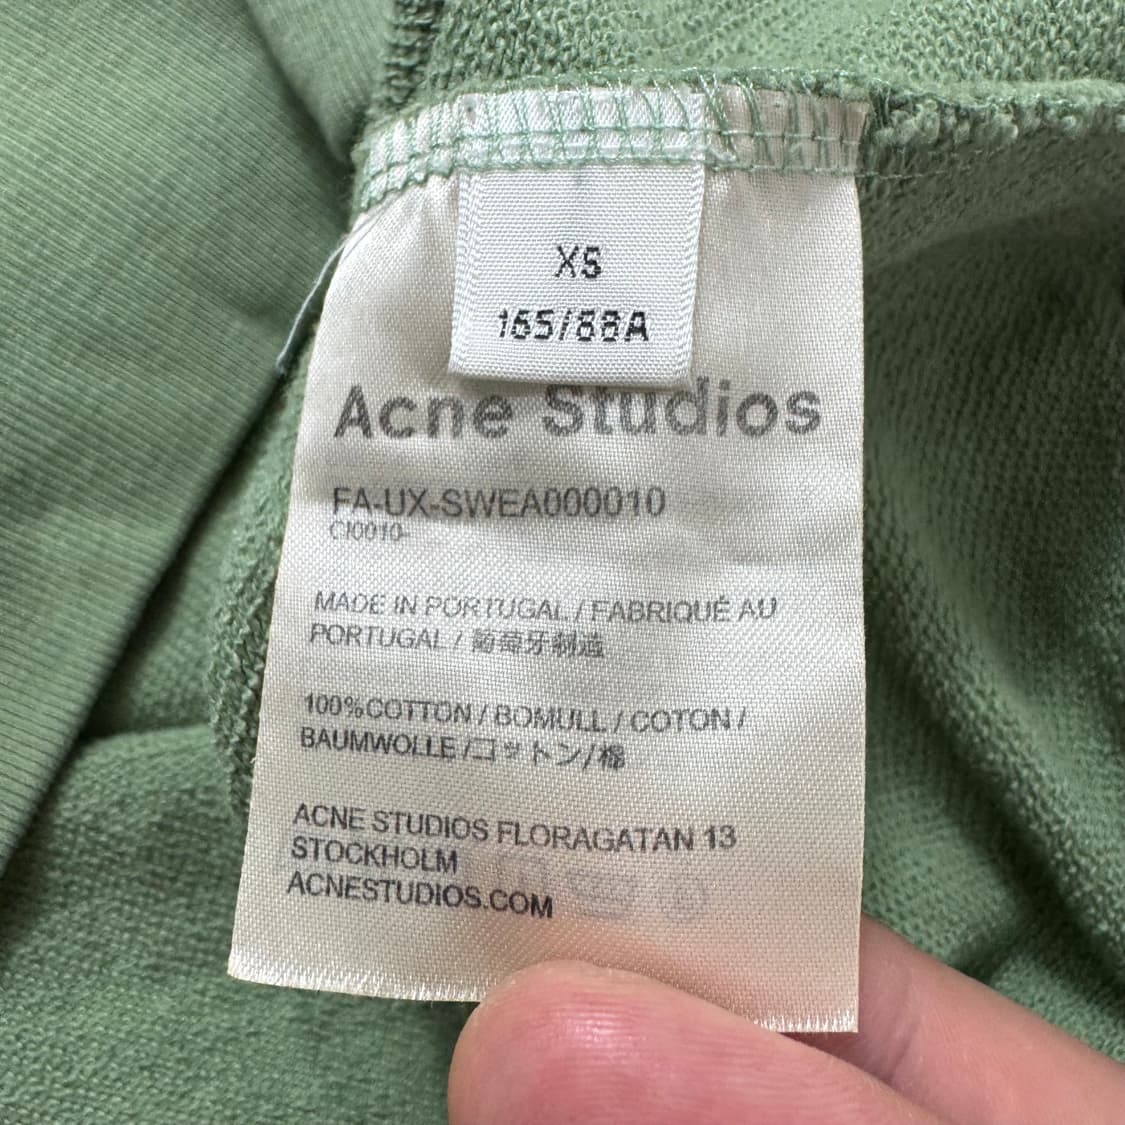 XS
165/88A
Acne Studios
FA-UX-SWEA000010
CI0010-
MADE IN PORTUGAL / FABRIQUÉ AU
PORTUGAL / 葡萄牙制造
100%COTTON / BOMULL / COTON /
BAUMWOLLE /コットン/棉
ACNE STUDIOS FLORAGATAN 13
STOCKHOLM
ACNESTUDIOS.COM